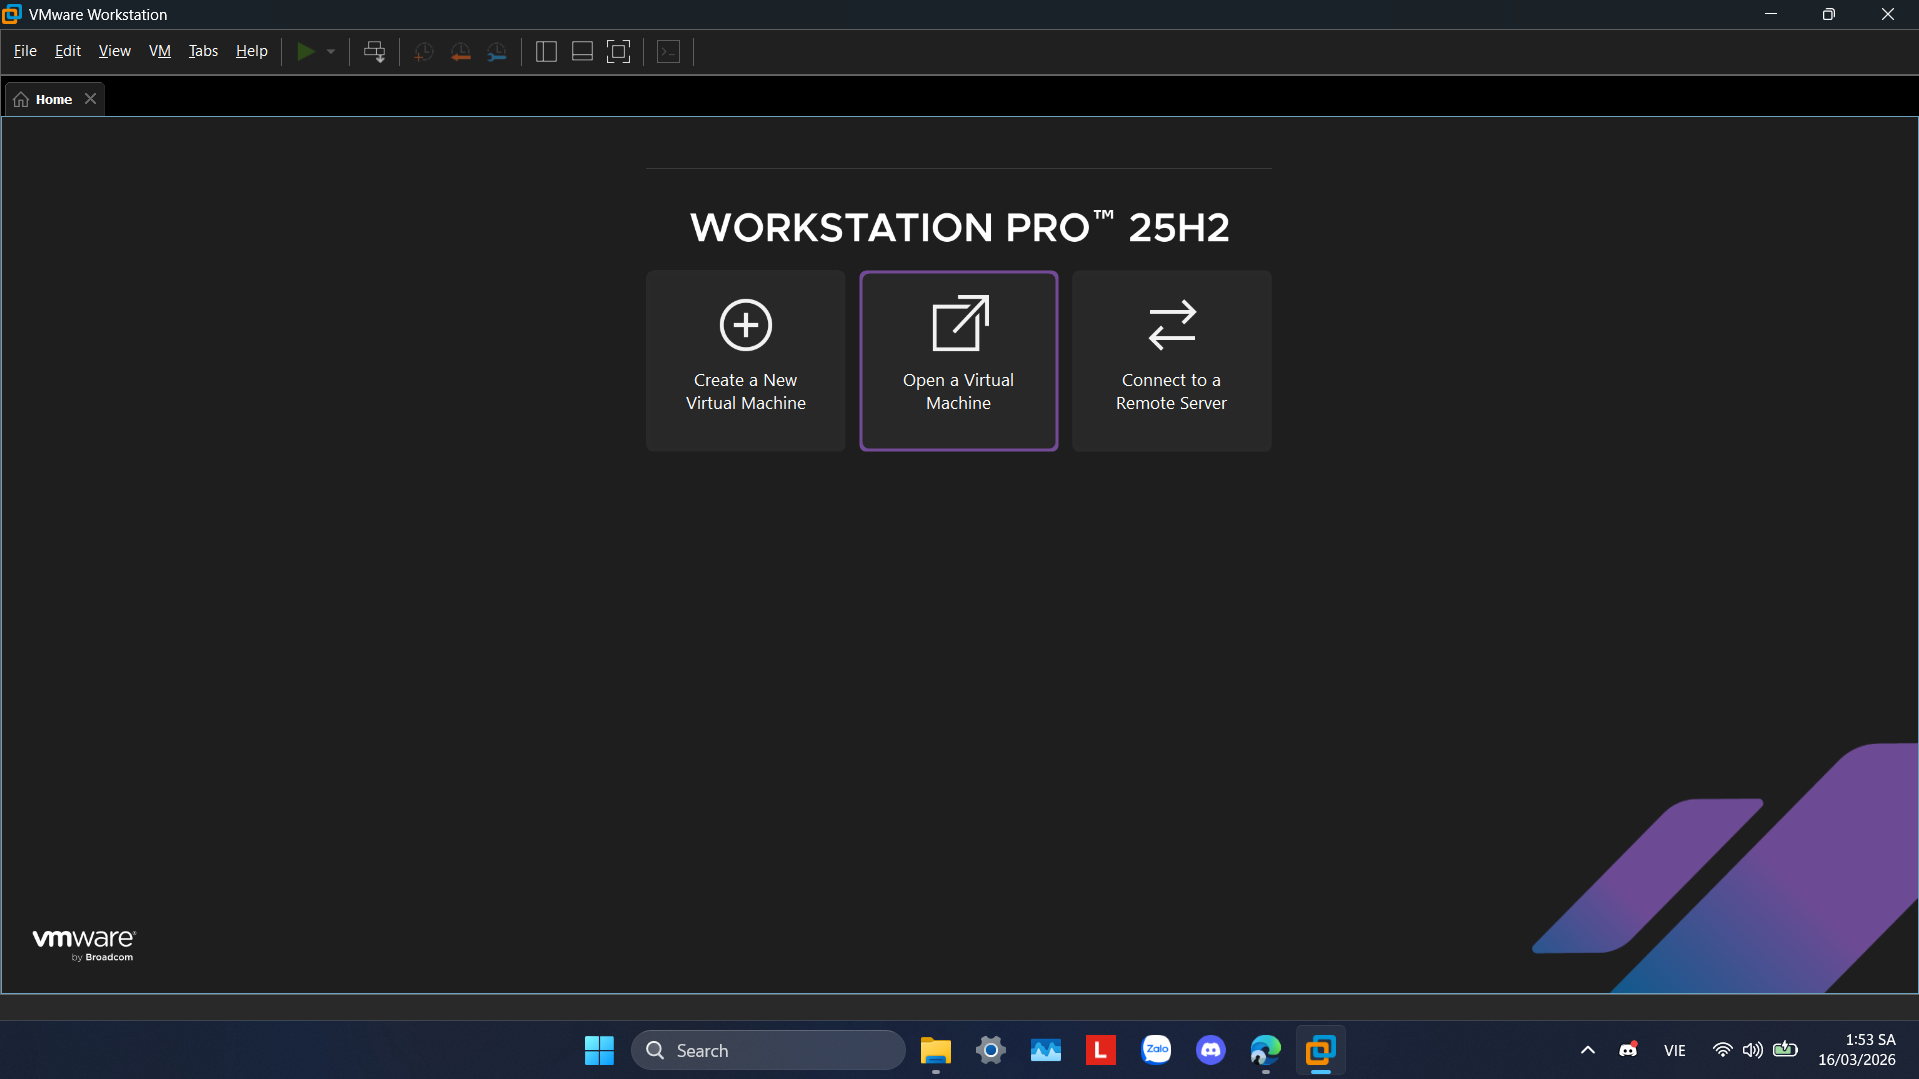 VMware Workstation
File Edit View VM Tabs Help
Home
WORKSTATION PRO™ 25H2
Create a New
Virtual Machine
Open a Virtual
Machine
Connect to a
Remote Server
vmware®
by Broadcom
Search
L
Zalo
VIE
1:53 SA
16/03/2026